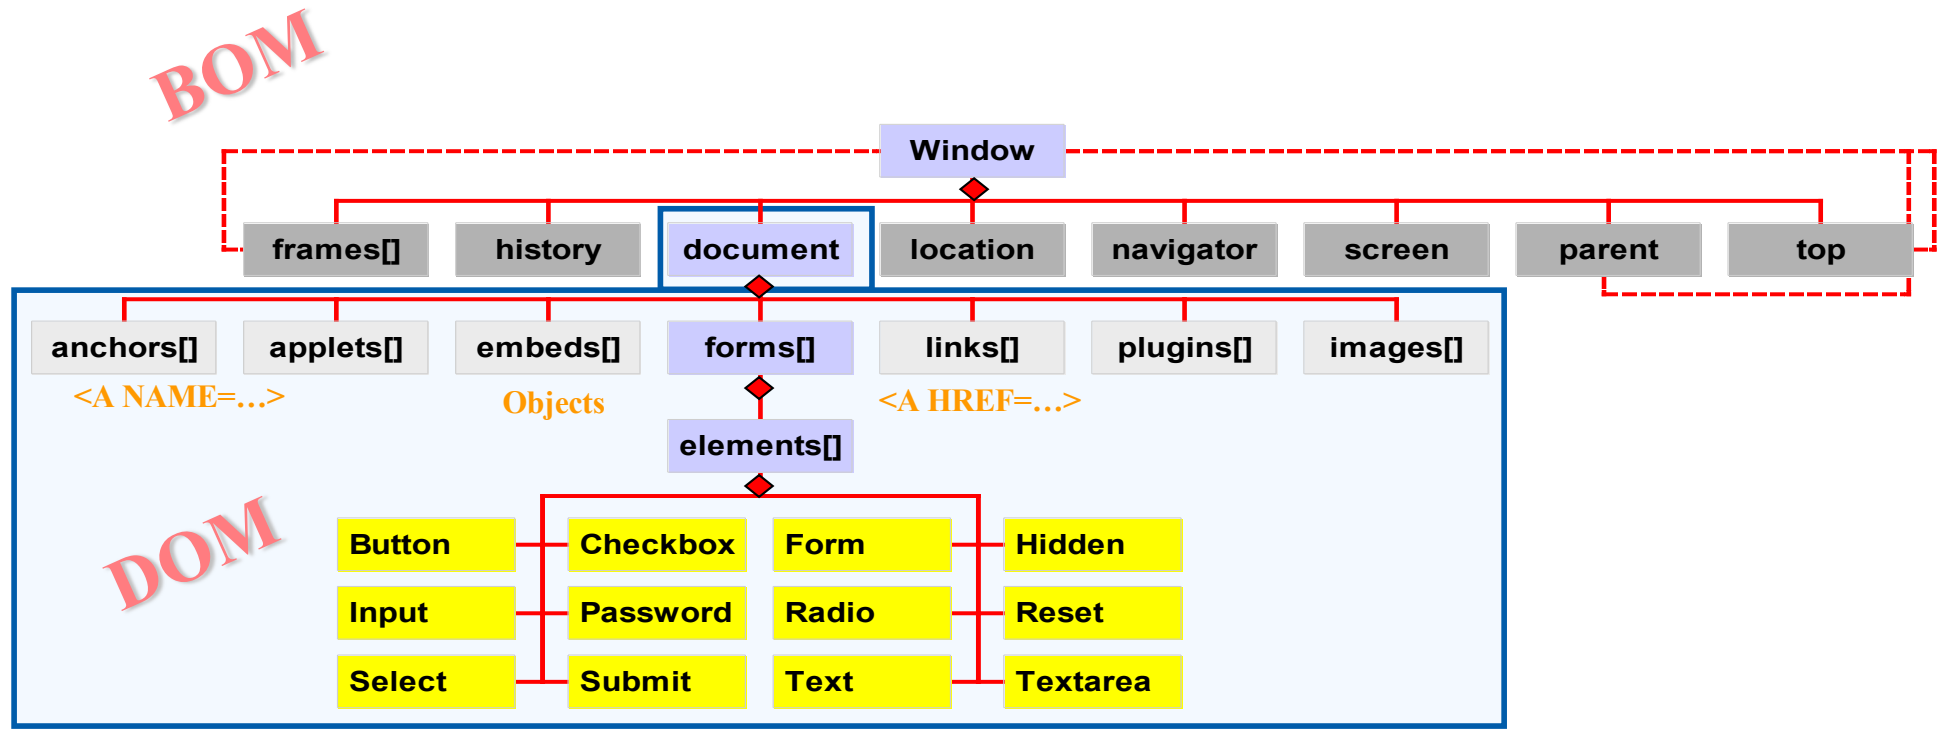 BOM
Window
frames[] history document location navigator screen parent top
anchors[] applets[] embeds[] forms[] links[] plugins[] images[]
<A NAME=…> Objects <A HREF=…>
elements[]
DOM
Button Checkbox Form Hidden
Input Password Radio Reset
Select Submit Text Textarea